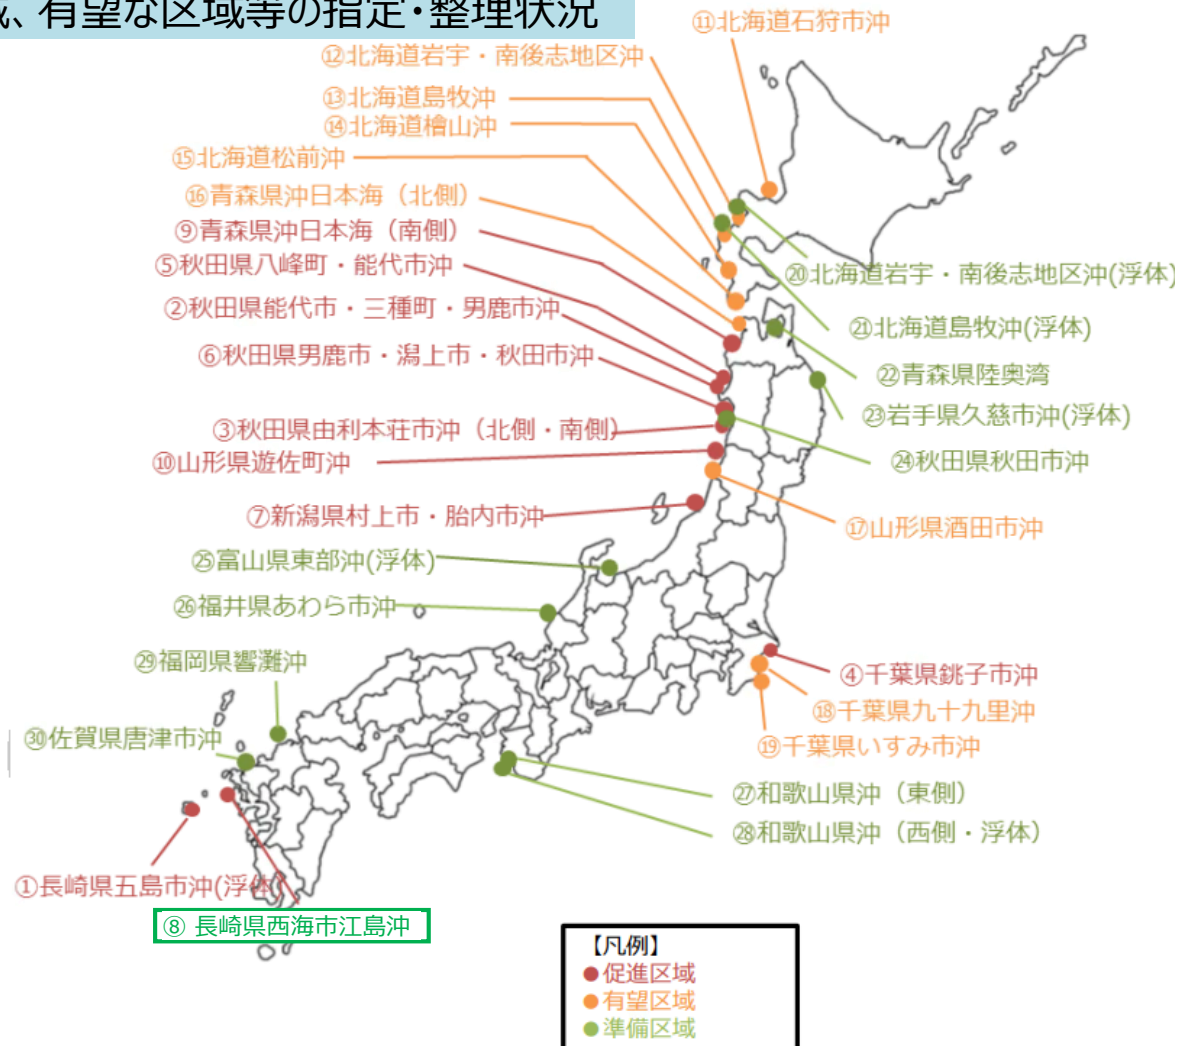 域、有望な区域等の指定・整理状況
⑪北海道石狩市沖
⑫北海道岩宇・南後志地区沖
⑬北海道島牧沖
⑭北海道檜山沖
⑮北海道松前沖
⑯青森県沖日本海（北側）
⑨青森県沖日本海（南側）
⑤秋田県八峰町・能代市沖
②秋田県能代市・三種町・男鹿市沖
⑥秋田県男鹿市・潟上市・秋田市沖
③秋田県由利本荘市沖（北側・南側）
⑩山形県遊佐町沖
⑦新潟県村上市・胎内市沖
㉕富山県東部沖(浮体)
㉖福井県あわら市沖
㉙福岡県響灘沖
㉚佐賀県唐津市沖
①長崎県五島市沖(浮体)
⑧ 長崎県西海市江島沖
⑳北海道岩宇・南後志地区沖(浮体)
㉑北海道島牧沖(浮体)
㉒青森県陸奥湾
㉓岩手県久慈市沖(浮体)
㉔秋田県秋田市沖
⑰山形県酒田市沖
④千葉県銚子市沖
⑱千葉県九十九里沖
⑲千葉県いすみ市沖
㉗和歌山県沖（東側）
㉘和歌山県沖（西側・浮体）
【凡例】
●促進区域
●有望区域
●準備区域